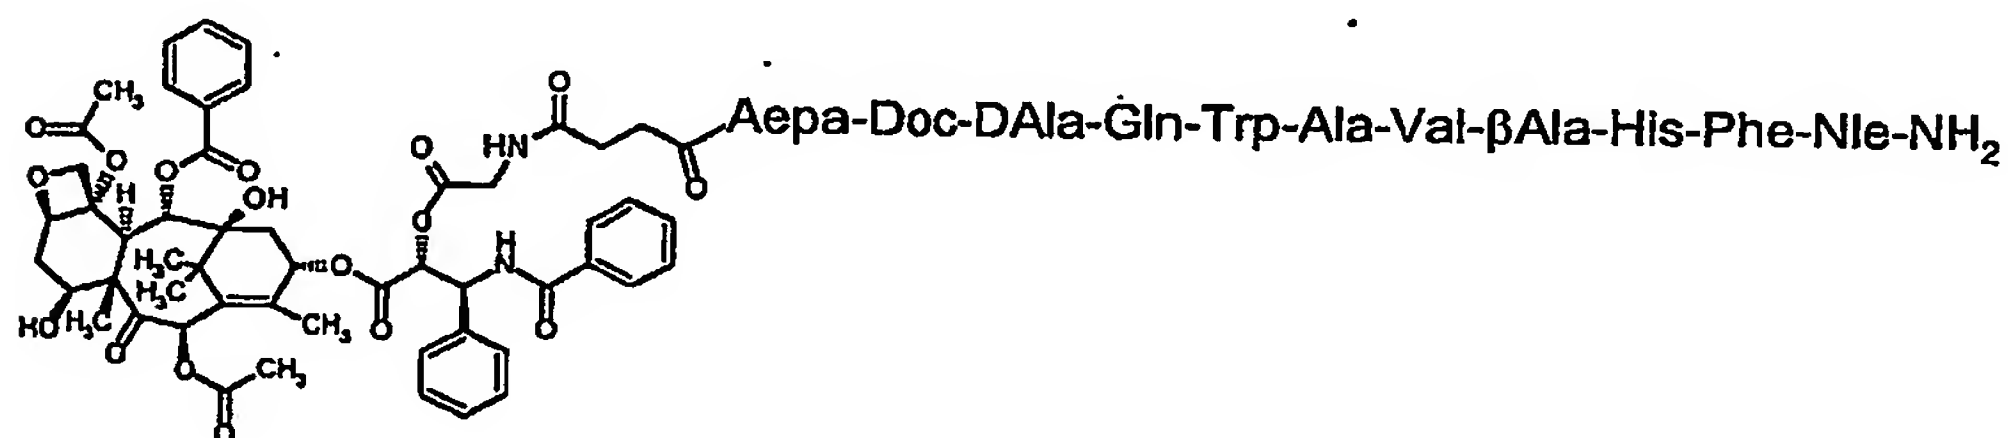 CH3
O
O
O
O
O
H
OH
O
O
HN
O
O
Aepa-Doc-DAla-Gln-Trp-Ala-Val-βAla-His-Phe-Nle-NH2
H3C
H3C
O
O
O
H
N
O
HO
H3C
O
CH3
O
CH3
O